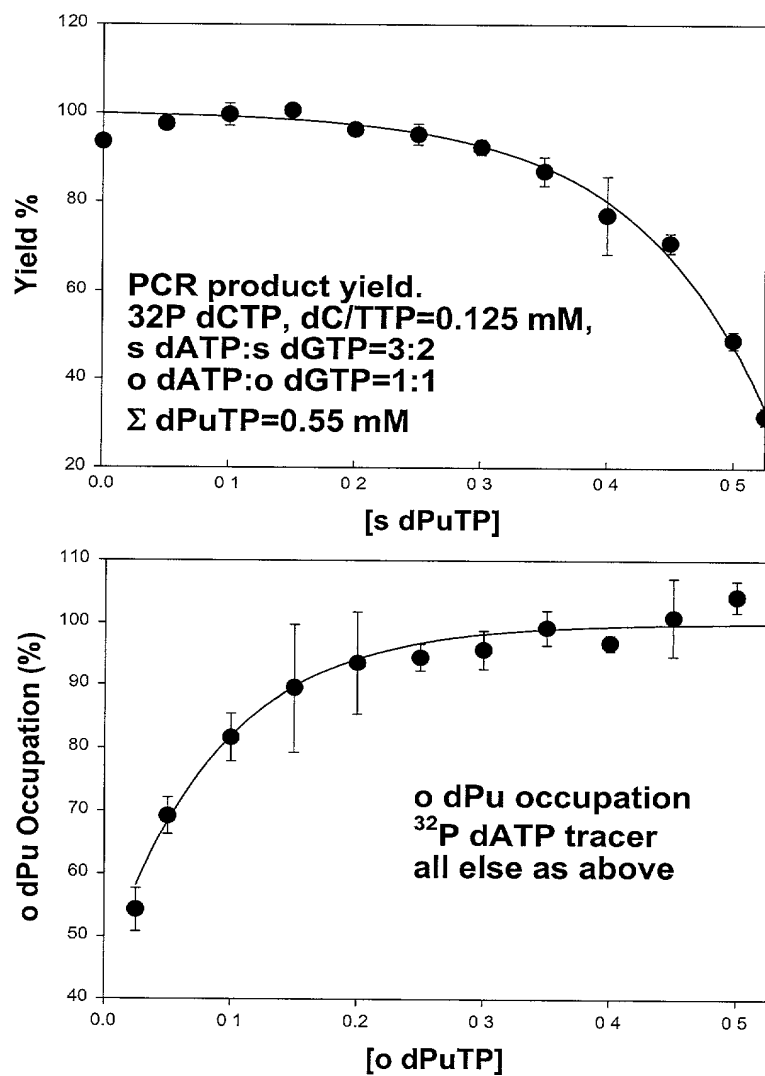 120
100
80
60
40
20
Yield %
PCR product yield.
32P dCTP, dC/TTP=0.125 mM,
s dATP:s dGTP=3:2
o dATP:o dGTP=1:1
Σ dPuTP=0.55 mM
0.0 0 1 0 2 0 3 0 4 0 5
[s dPuTP]
110
100
90
80
70
60
50
40
o dPu Occupation (%)
o dPu occupation
³²P dATP tracer
all else as above
0.0 0 1 0.2 0 3 0 4 0 5
[o dPuTP]